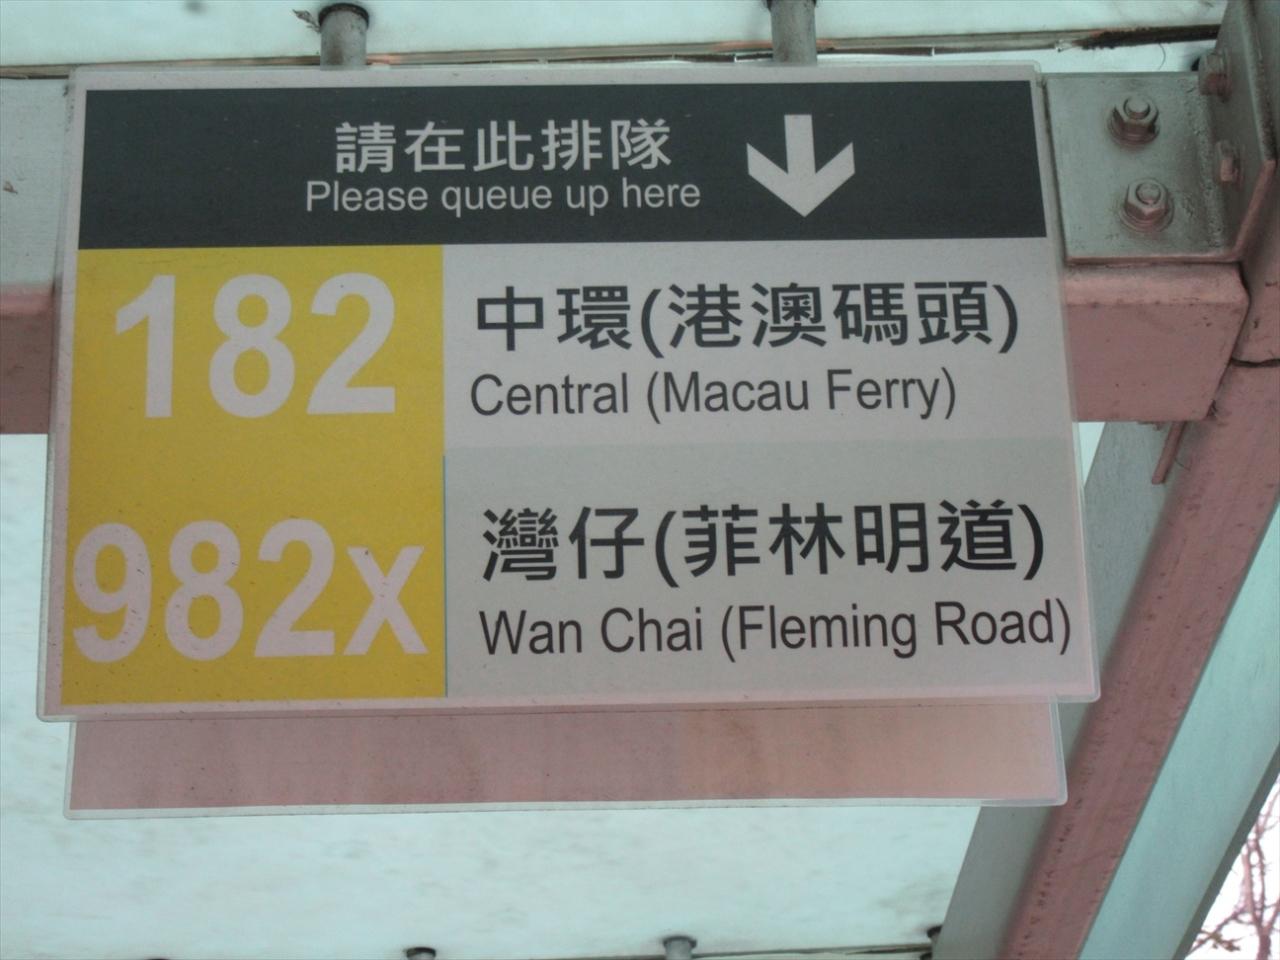 請在此排隊
Please queue up here
182
中環(港澳碼頭)
Central (Macau Ferry)
982X
灣仔(菲林明道)
Wan Chai (Fleming Road)